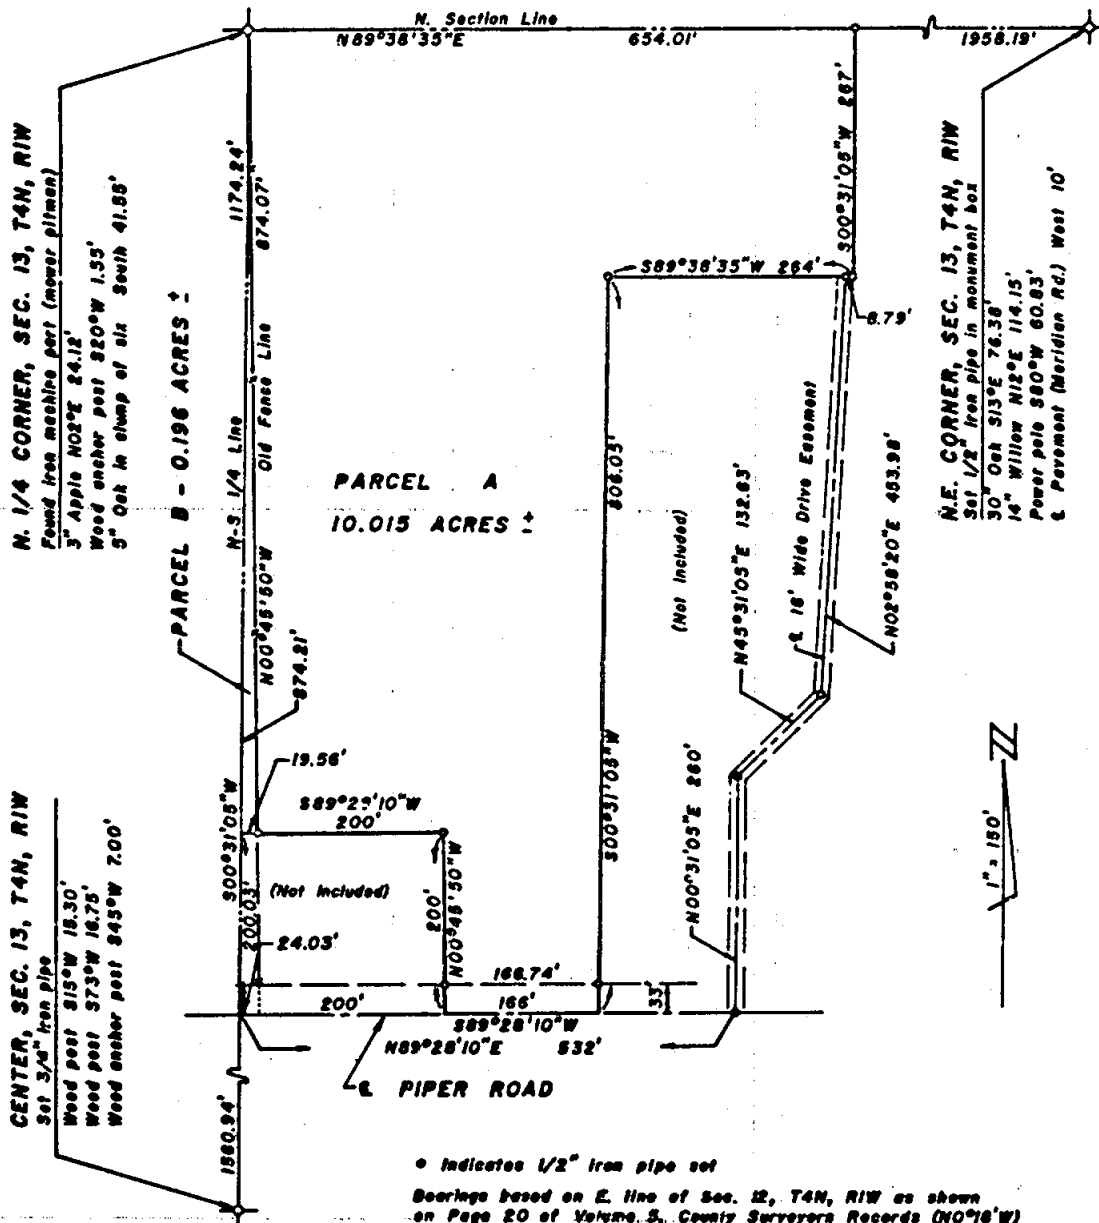 N. Section Line
N89°38'35"E 654.01' 1958.19'
N. 1/4 CORNER, SEC. 13, T4N, R1W
Found iron machine part (mower pitman)
3" Apple N02°E 24.12'
Wood anchor post S20°W 1.55'
5" Oak in clump of six South 41.85'
1174.24'
874.07'
N-S 1/4 Line
Old Fence Line
PARCEL B - 0.196 ACRES ±
N00°45'50"W
874.21'
PARCEL A
10.015 ACRES ±
S00°31'05"W 267'
S89°38'35"W 264'
8.79'
(Not Included)
S00°31'05"W
N45°31'05"E 132.63'
℄ 16' Wide Drive Easement
N02°58'20"E 453.98'
N00°31'05"E 260'
N.E. CORNER, SEC. 13, T4N, R1W
Set 1/2" iron pipe in monument box
30" Oak S13°E 76.38'
14" Willow N12°E 114.15'
Power pole S80°W 60.83'
℄ Pavement (Meridian Rd.) West 10'
CENTER, SEC. 13, T4N, R1W
Set 3/4" iron pipe
Wood post S15°W 15.30'
Wood post S73°W 16.75'
Wood anchor post S45°W 7.00'
19.56'
S89°29'10"W
200'
S00°31'05"W
200.03'
(Not Included)
200'
N00°45'50"W
24.03'
166.74'
200' 166' 33'
S89°28'10"W
N89°28'10"E 532'
℄ PIPER ROAD
1"= 150'
N
1580.94'
Indicates 1/2" iron pipe set
Bearings based on E. line of Sec. 12, T4N, R1W as shown
on Page 20 of Volume 5, County Surveyors Records (N0°16'W)